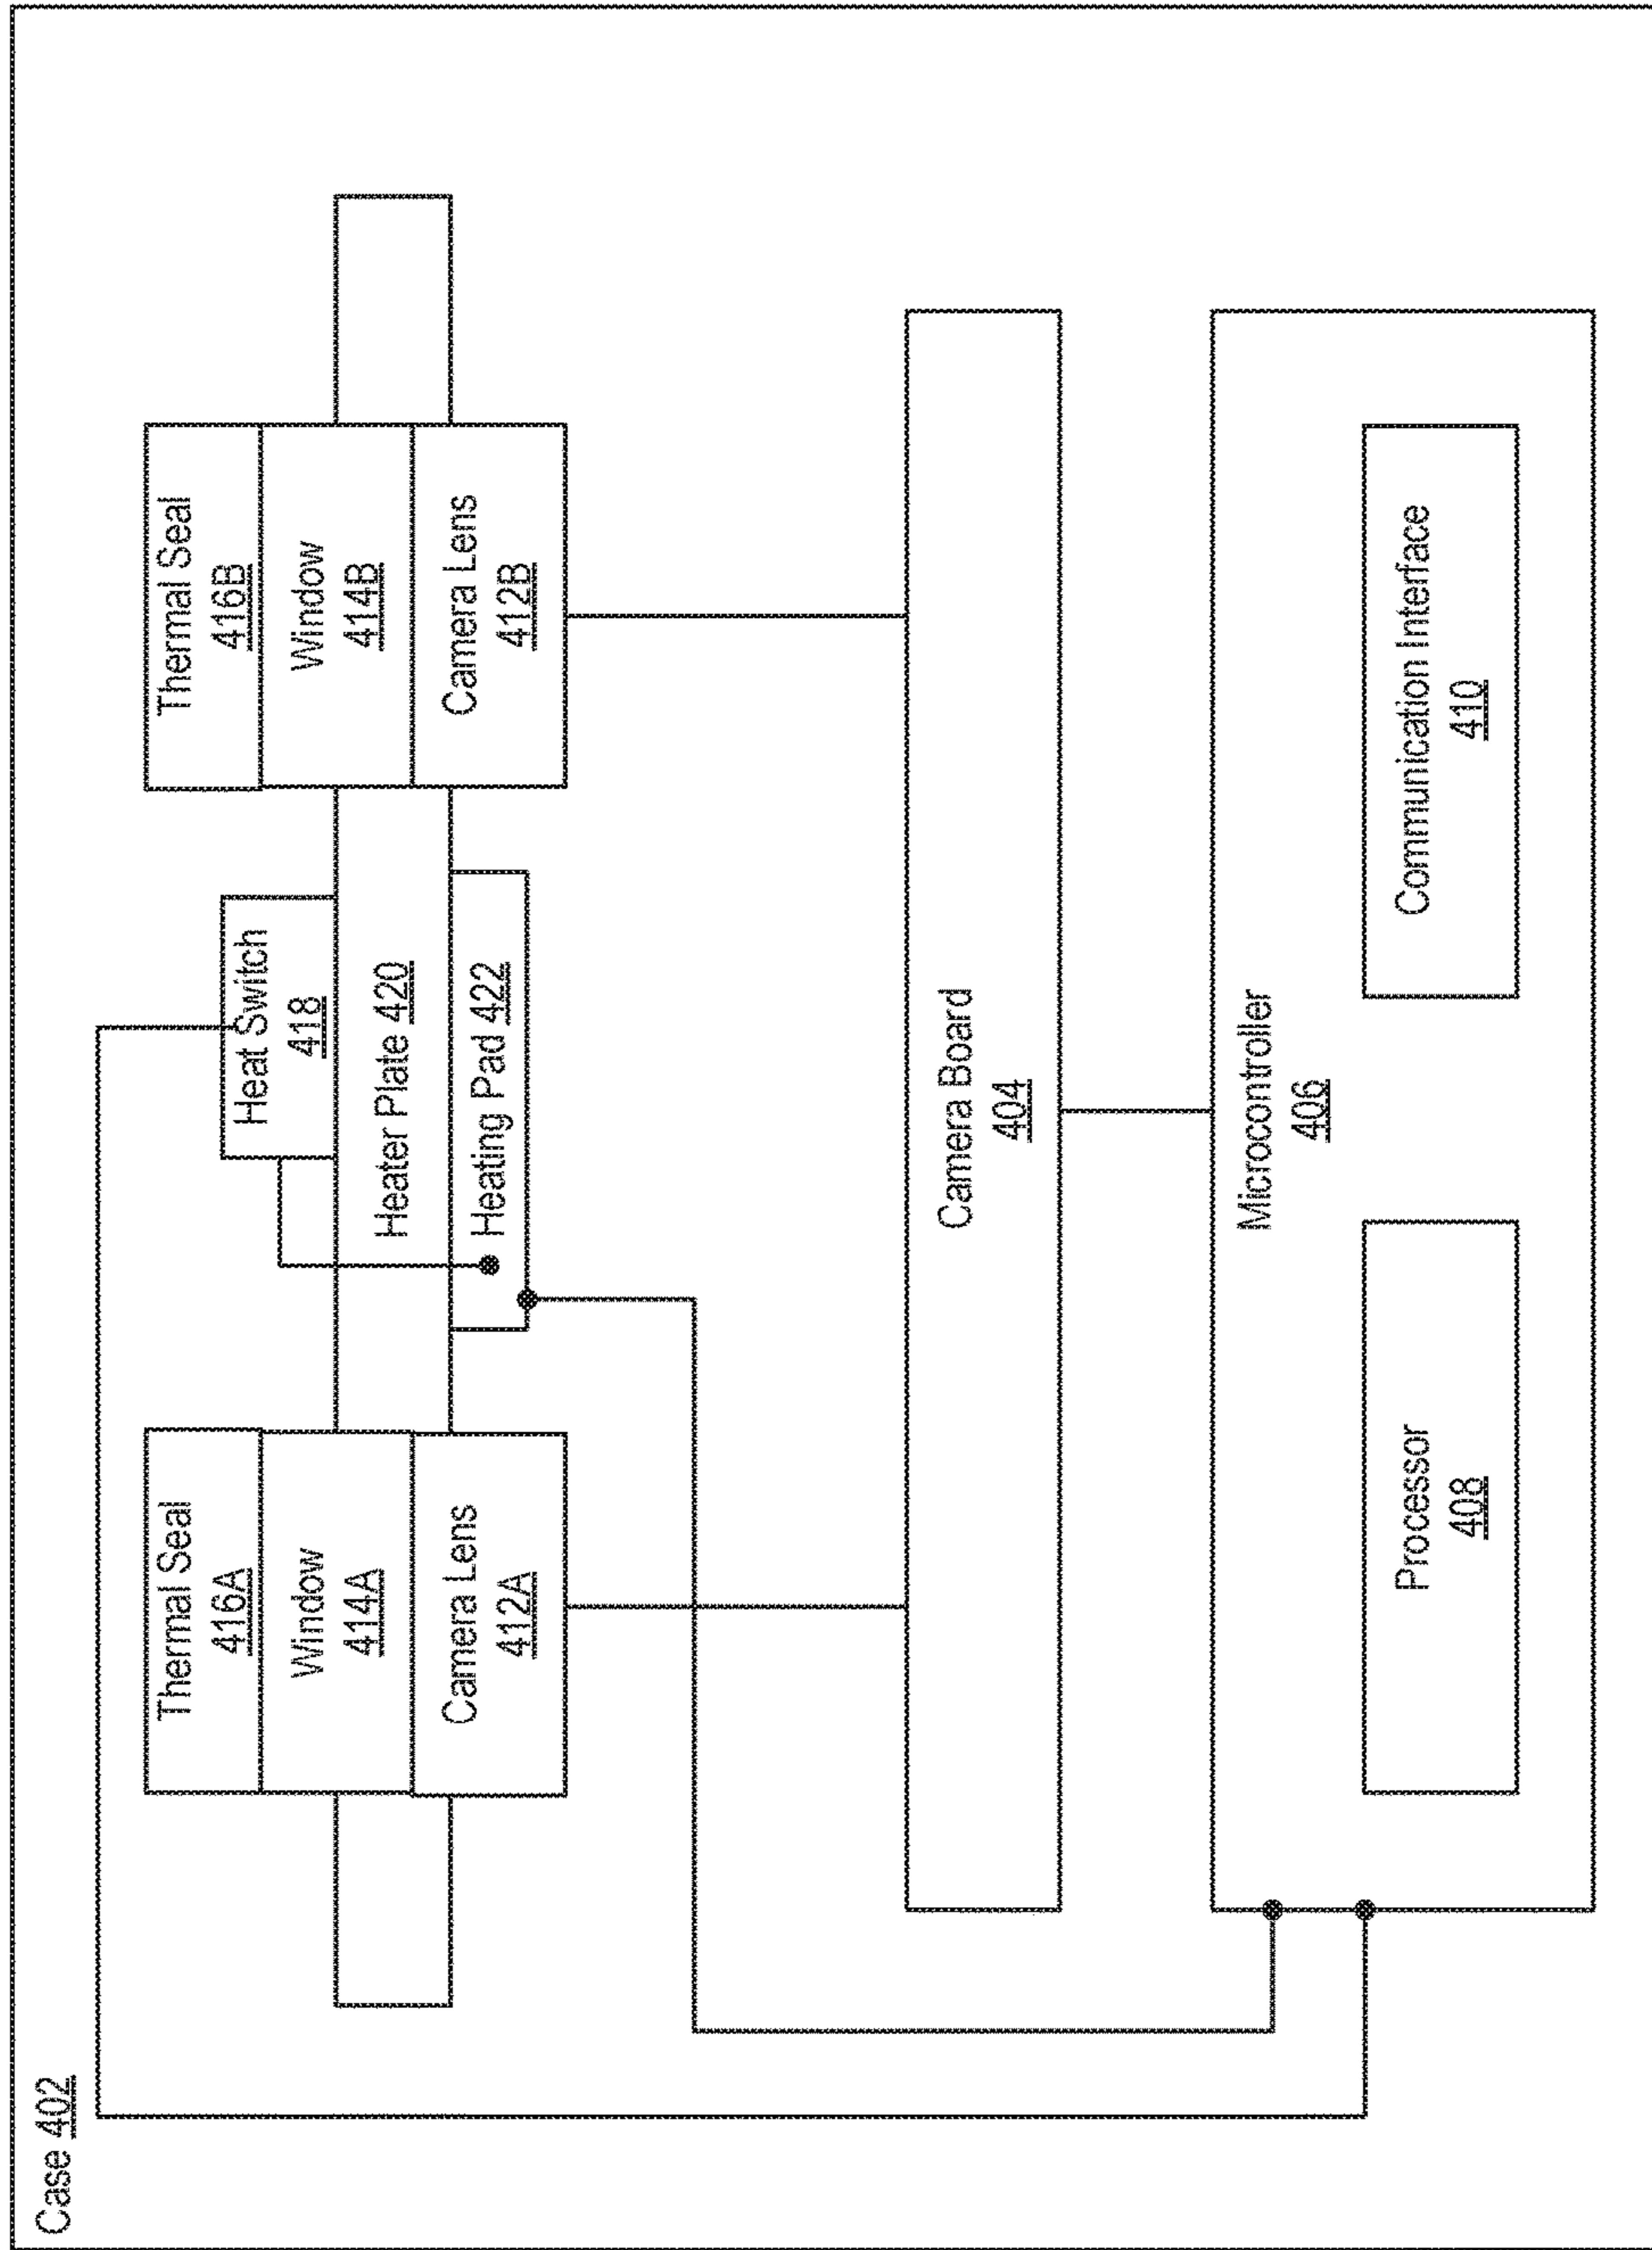 Case 402
Thermal Seal
416A
Window
414A
Camera Lens
412A
Heat Switch
418
Heater Plate 420
Heating Pad 422
Thermal Seal
416B
Window
414B
Camera Lens
412B
Camera Board
404
Microcontroller
406
Processor
408
Communication Interface
410